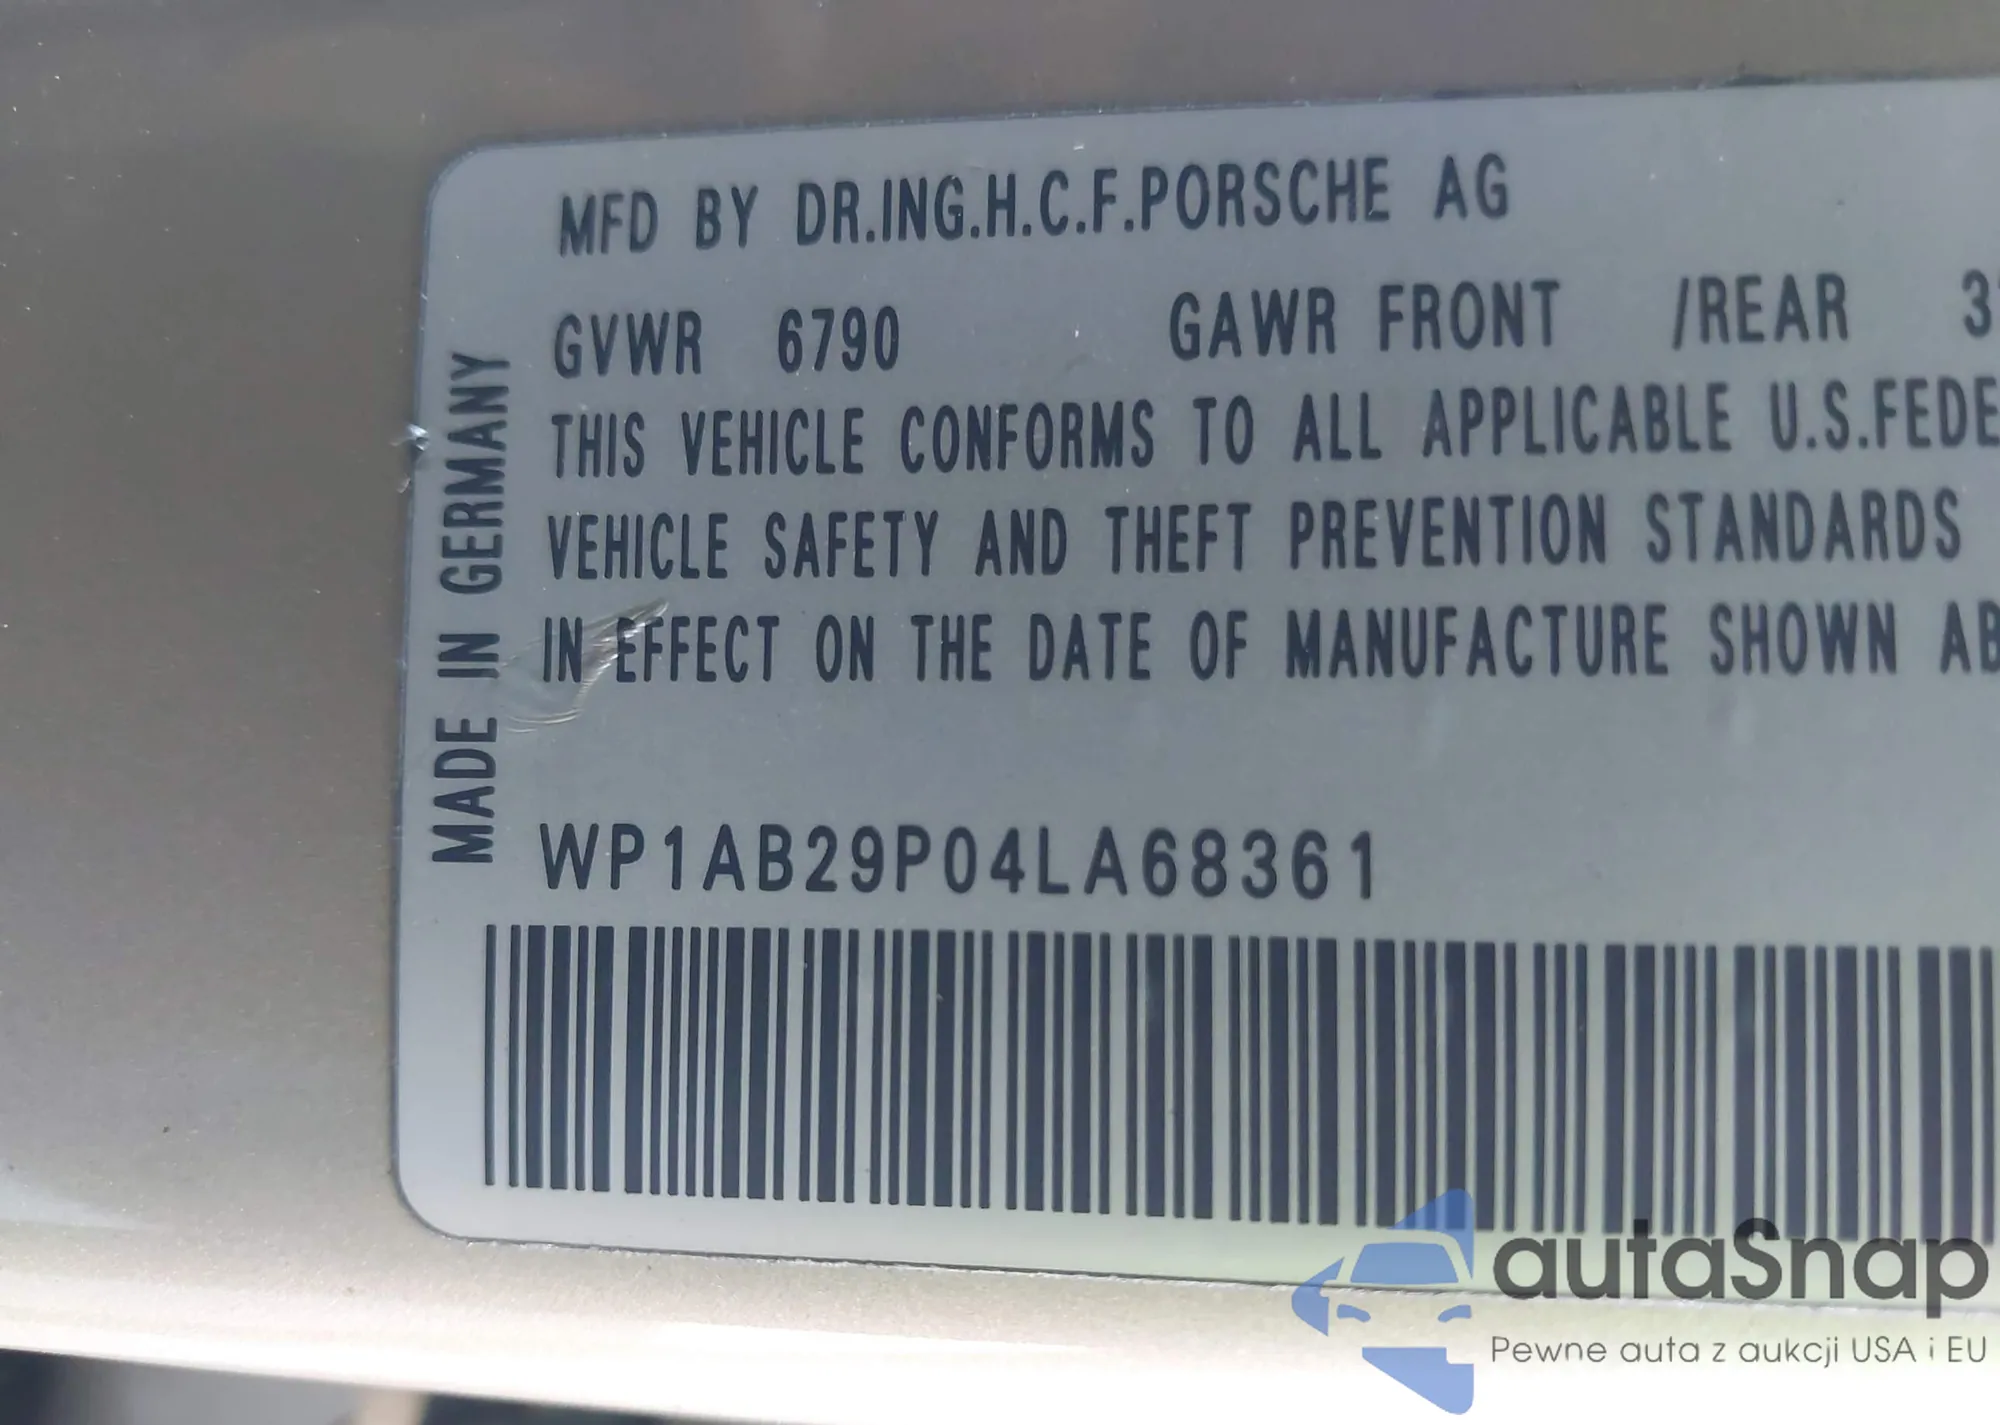 MFD BY DR.ING.H.C.F.PORSCHE AG
GVWR 6790 GAWR FRONT /REAR
THIS VEHICLE CONFORMS TO ALL APPLICABLE U.S.FEDE
VEHICLE SAFETY AND THEFT PREVENTION STANDARDS
IN EFFECT ON THE DATE OF MANUFACTURE SHOWN AB
MADE IN GERMANY
WP1AB29P04LA68361
autaSnap
Pewne auta z aukcji USA i EU